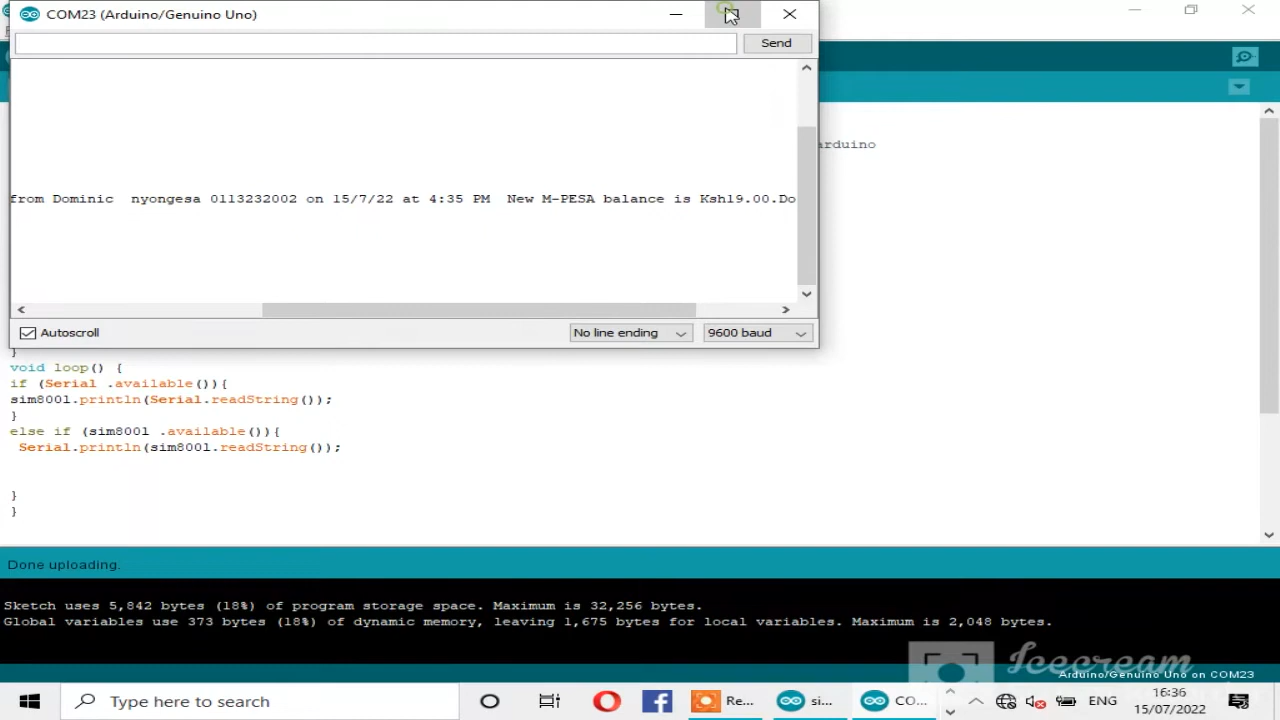 COM23 (Arduino/Genuino Uno)
Send
arduino
from Dominic  nyongesa 0113232002 on 15/7/22 at 4:35 PM  New M-PESA balance is Ksh19.00.Do
Autoscroll
No line ending
9600 baud
}
void loop() {
if (Serial .available()){
sim800l.println(Serial.readString());
}
else if (sim800l .available()){
Serial.println(sim800l.readString());
}
}
Done uploading.
Sketch uses 5,842 bytes (18%) of program storage space. Maximum is 32,256 bytes.
Global variables use 373 bytes (18%) of dynamic memory, leaving 1,675 bytes for local variables. Maximum is 2,048 bytes.
Icecream
Arduino/Genuino Uno on COM23
Type here to search
Re...
si...
CO...
ENG
16:36
15/07/2022